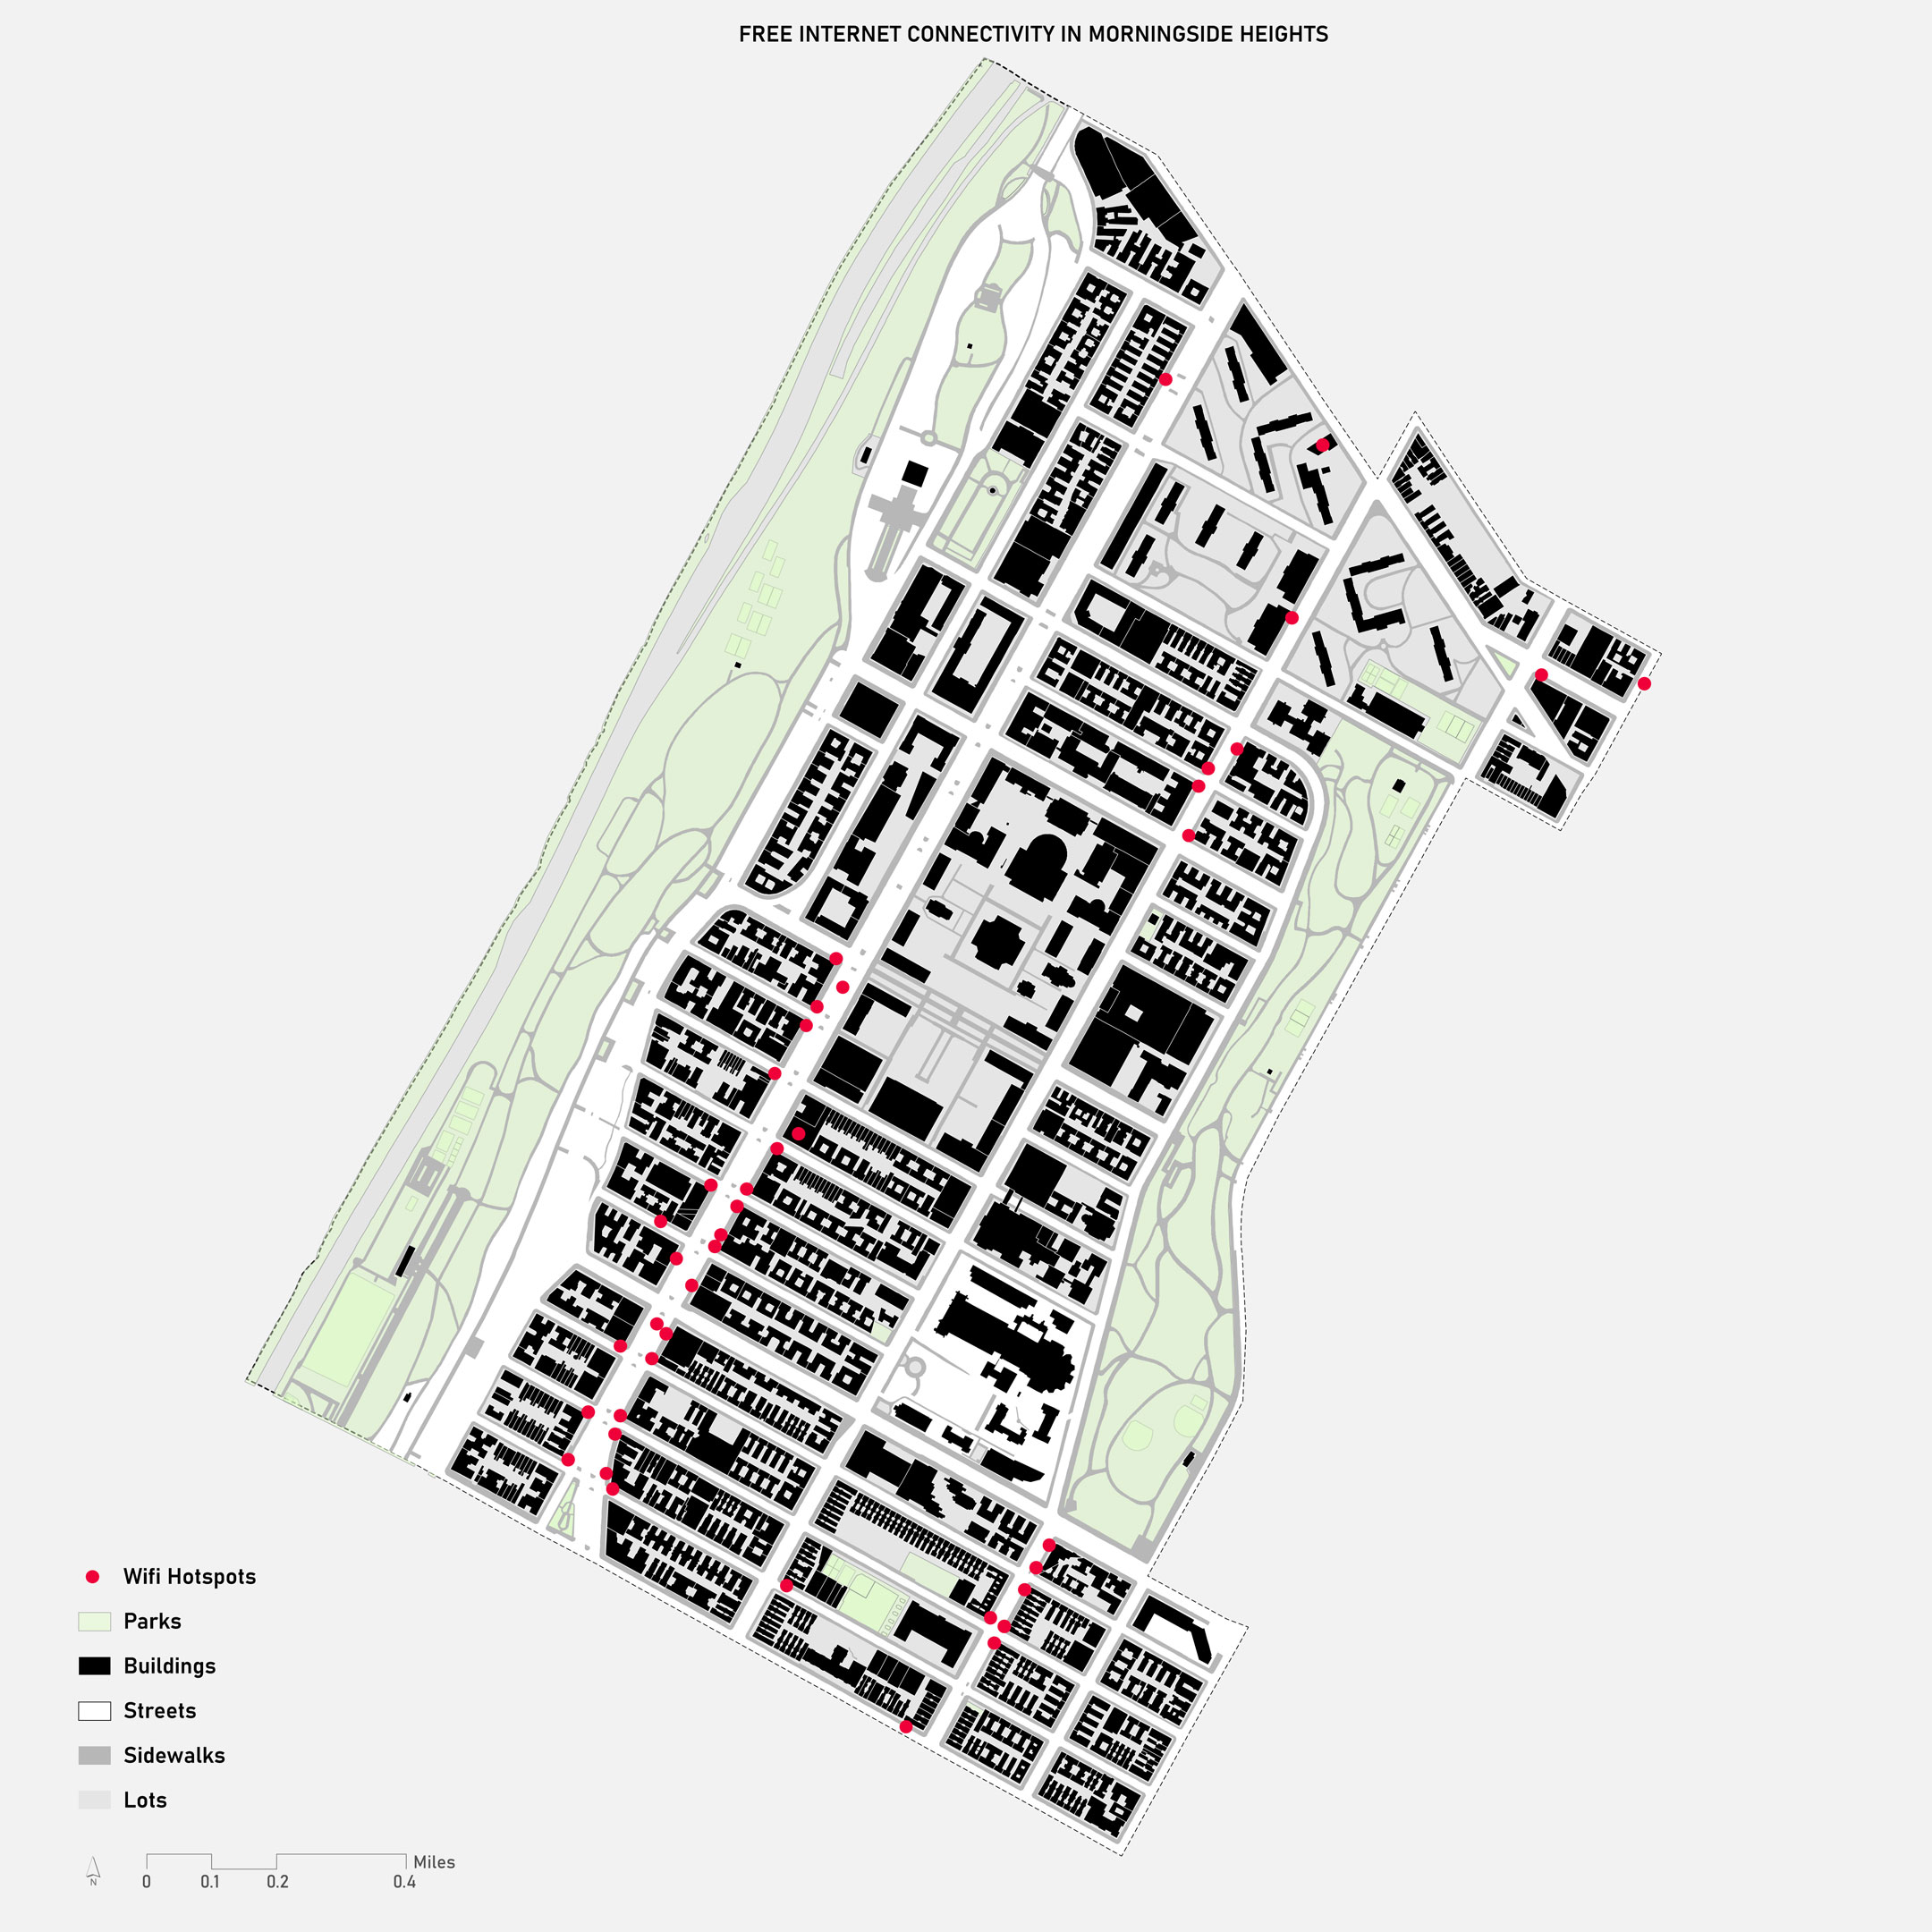 FREE INTERNET CONNECTIVITY IN MORNINGSIDE HEIGHTS
Wifi Hotspots
Parks
Buildings
Streets
Sidewalks
Lots
Miles
N
0 0.1 0.2 0.4